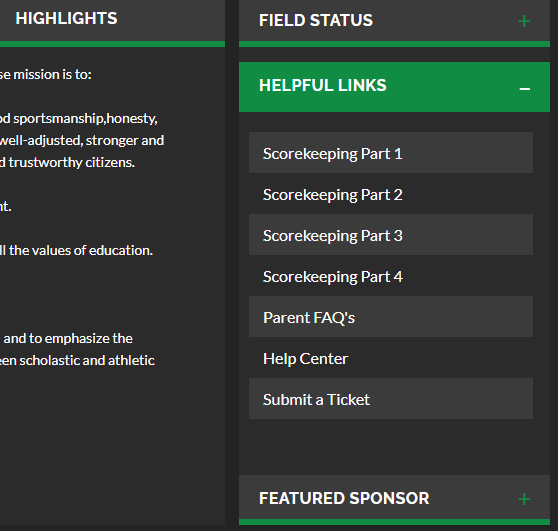 HIGHLIGHTS
se mission is to:
od sportsmanship,honesty,
well-adjusted, stronger and
d trustworthy citizens.
nt.
ll the values of education.
and to emphasize the
een scholastic and athletic
FIELD STATUS +
HELPFUL LINKS –
Scorekeeping Part 1
Scorekeeping Part 2
Scorekeeping Part 3
Scorekeeping Part 4
Parent FAQ's
Help Center
Submit a Ticket
FEATURED SPONSOR +